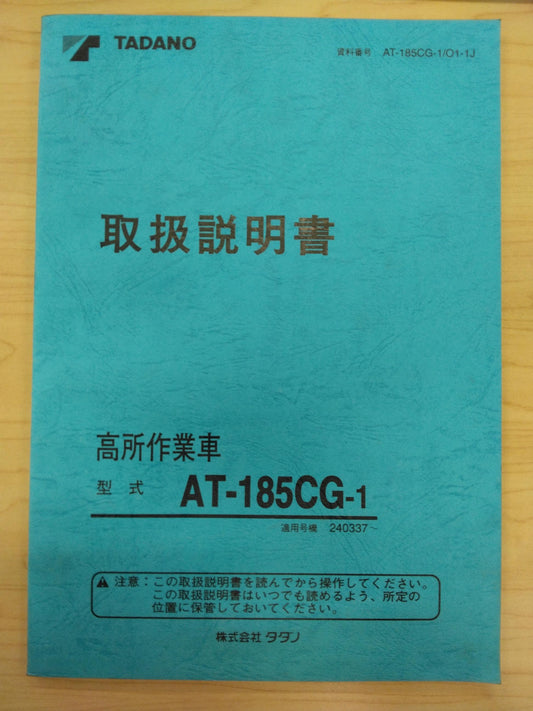 TADANO
資料番号 AT-185CG-1/O1-1J
取扱説明書
高所作業車
型式 AT-185CG-1
適用号機 240337～
注意：この取扱説明書を読んでから操作してください。
この取扱説明書はいつでも読めるよう、所定の
位置に保管しておいてください。
株式会社 タダノ